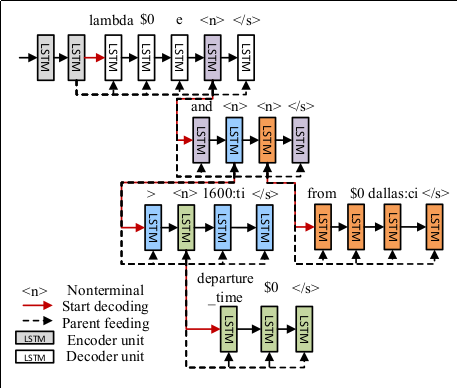 lambda $0 e <n> </s>
LSTM LSTM LSTM LSTM LSTM LSTM LSTM
and <n> <n> </s>
LSTM LSTM LSTM LSTM
> <n> 1600:ti </s>
LSTM LSTM LSTM LSTM
from $0 dallas:ci </s>
LSTM LSTM LSTM LSTM
departure
_time $0 </s>
LSTM LSTM LSTM
<n> Nonterminal
Start decoding
Parent feeding
LSTM Encoder unit
LSTM Decoder unit